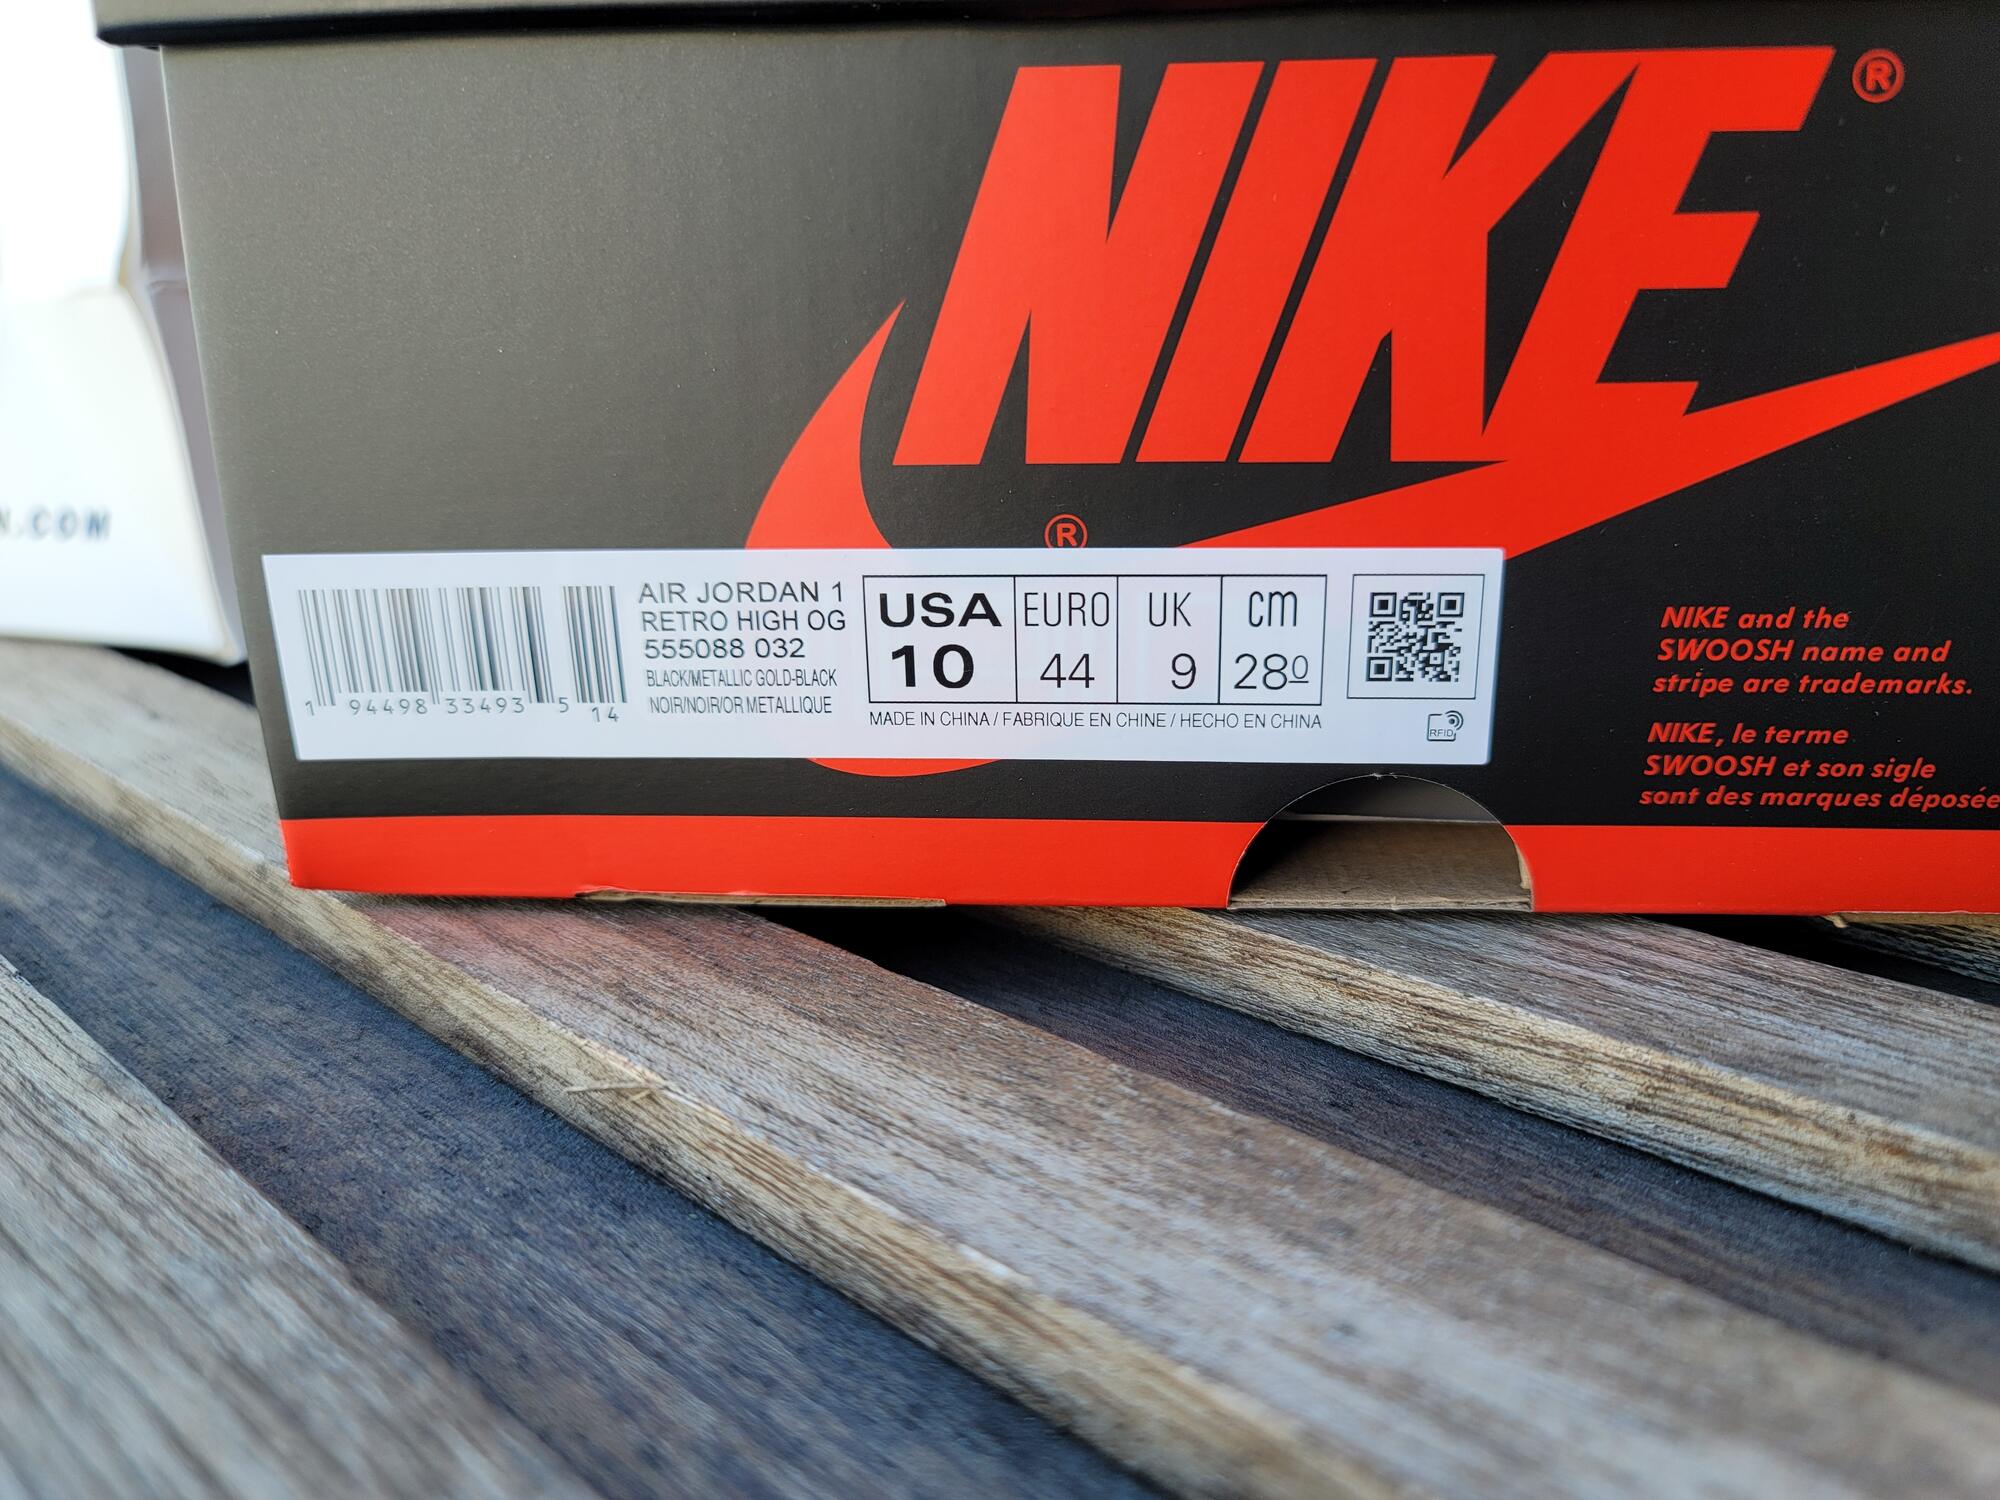 NIKE®
®
N.COM
AIR JORDAN 1
RETRO HIGH OG
555088 032
BLACK/METALLIC GOLD-BLACK
NOIR/NOIR/OR METALLIQUE
1 94498 33493 5 14
USA EURO UK cm
10 44 9 280
MADE IN CHINA / FABRIQUE EN CHINE / HECHO EN CHINA
RFID
NIKE and the
SWOOSH name and
stripe are trademarks.
NIKE, le terme
SWOOSH et son sigle
sont des marques déposée